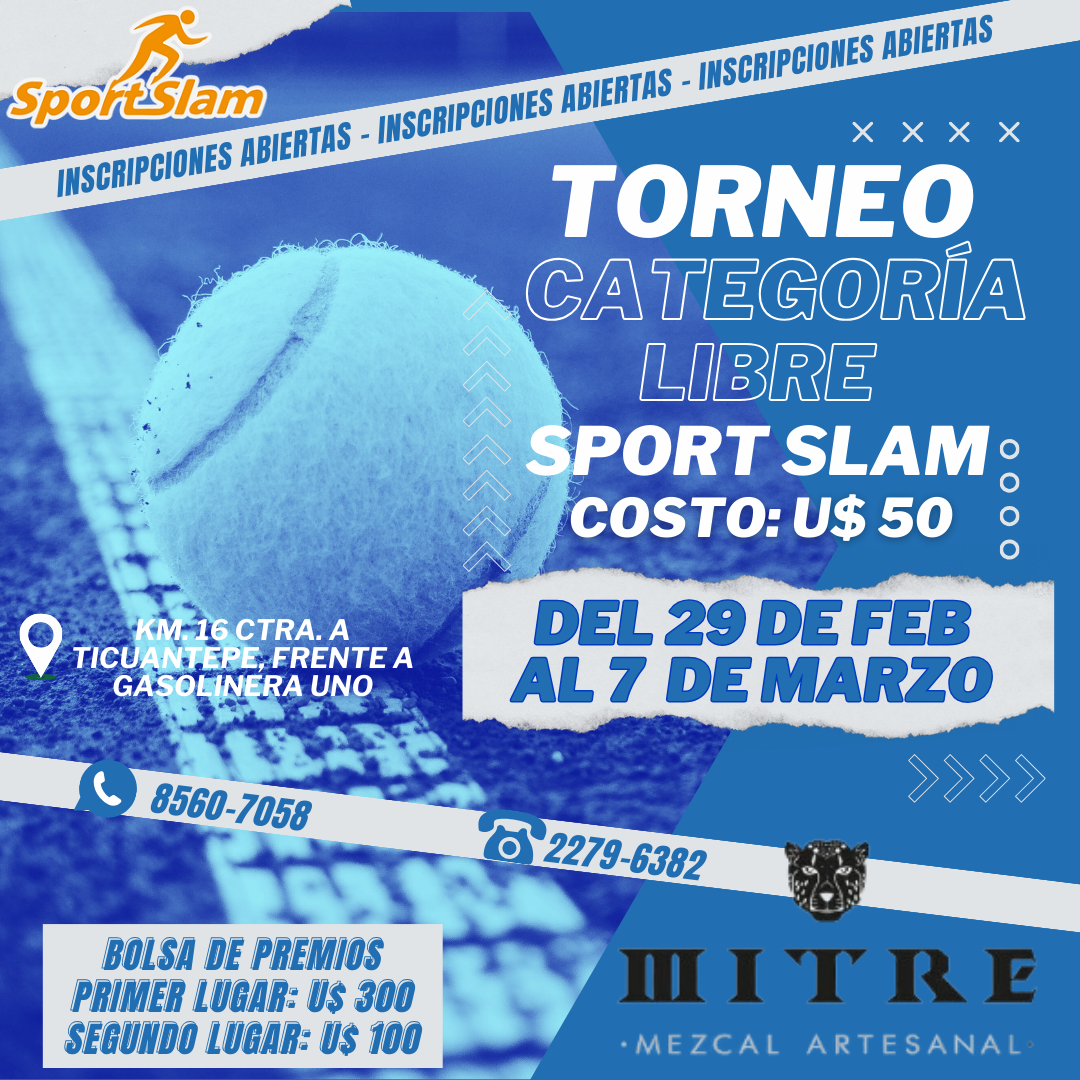 SportSlam
INSCRIPCIONES ABIERTAS - INSCRIPCIONES ABIERTAS - INSCRIPCIONES ABIERTAS
TORNEO
CATEGORÍA
LIBRE
SPORT SLAM
COSTO: U$ 50
DEL 29 DE FEB
AL 7 DE MARZO
KM. 16 CTRA. A
TICUANTEPE, FRENTE A
GASOLINERA UNO
8560-7058
2279-6382
BOLSA DE PREMIOS
PRIMER LUGAR: U$ 300
SEGUNDO LUGAR: U$ 100
MITRE
·MEZCAL ARTESANAL·